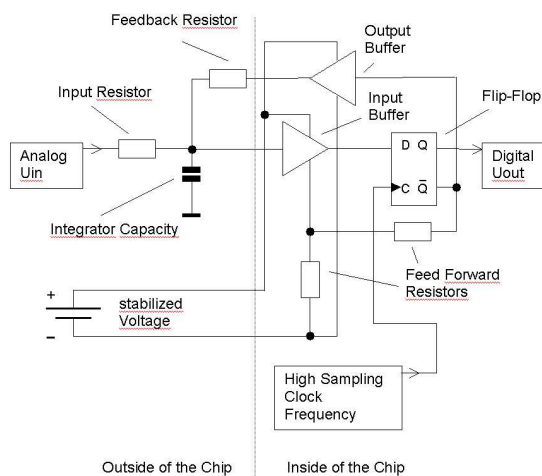 Feedback Resistor
Output
Buffer
Input Resistor
Input
Buffer
Flip-Flop
Analog
Uin
D Q
C Q̅
Digital
Uout
Integrator Capacity
Feed Forward
Resistors
+
stabilized
Voltage
–
High Sampling
Clock
Frequency
Outside of the Chip
Inside of the Chip